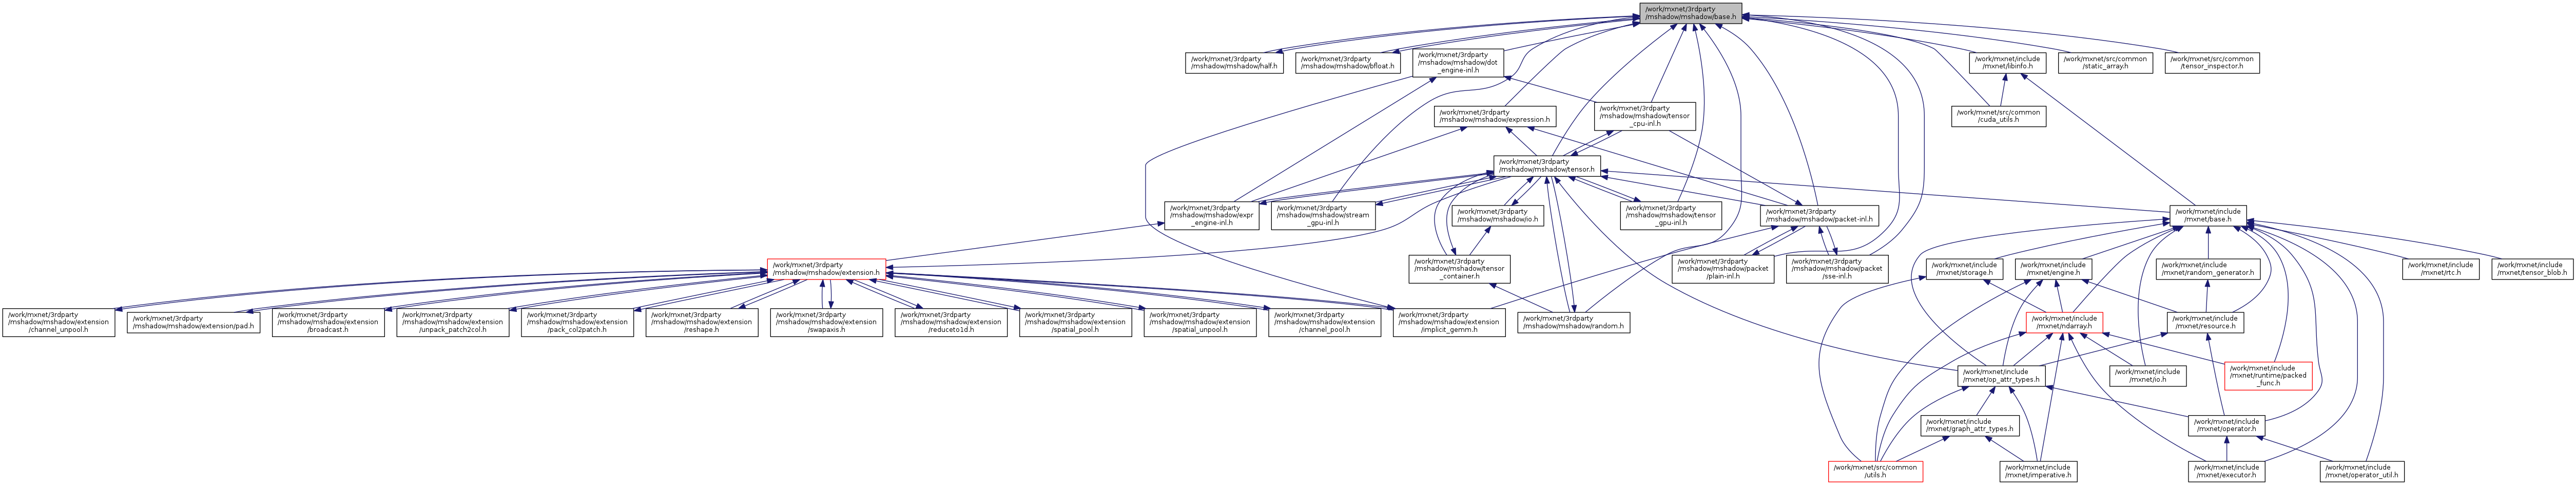 /work/mxnet/3rdparty
/mshadow/mshadow/base.h
/work/mxnet/3rdparty
/mshadow/mshadow/half.h
/work/mxnet/3rdparty
/mshadow/mshadow/bfloat.h
/work/mxnet/3rdparty
/mshadow/mshadow/dot
_engine-inl.h
/work/mxnet/include
/mxnet/libinfo.h
/work/mxnet/src/common
/static_array.h
/work/mxnet/src/common
/tensor_inspector.h
/work/mxnet/3rdparty
/mshadow/mshadow/expression.h
/work/mxnet/3rdparty
/mshadow/mshadow/tensor
_cpu-inl.h
/work/mxnet/src/common
/cuda_utils.h
/work/mxnet/3rdparty
/mshadow/mshadow/tensor.h
/work/mxnet/3rdparty
/mshadow/mshadow/expr
_engine-inl.h
/work/mxnet/3rdparty
/mshadow/mshadow/stream
_gpu-inl.h
/work/mxnet/3rdparty
/mshadow/mshadow/io.h
/work/mxnet/3rdparty
/mshadow/mshadow/tensor
_gpu-inl.h
/work/mxnet/3rdparty
/mshadow/mshadow/packet-inl.h
/work/mxnet/include
/mxnet/base.h
/work/mxnet/3rdparty
/mshadow/mshadow/extension.h
/work/mxnet/3rdparty
/mshadow/mshadow/tensor
_container.h
/work/mxnet/3rdparty
/mshadow/mshadow/packet
/plain-inl.h
/work/mxnet/3rdparty
/mshadow/mshadow/packet
/sse-inl.h
/work/mxnet/include
/mxnet/storage.h
/work/mxnet/include
/mxnet/engine.h
/work/mxnet/include
/mxnet/random_generator.h
/work/mxnet/include
/mxnet/rtc.h
/work/mxnet/include
/mxnet/tensor_blob.h
/work/mxnet/3rdparty
/mshadow/mshadow/extension
/channel_unpool.h
/work/mxnet/3rdparty
/mshadow/mshadow/extension/pad.h
/work/mxnet/3rdparty
/mshadow/mshadow/extension
/broadcast.h
/work/mxnet/3rdparty
/mshadow/mshadow/extension
/unpack_patch2col.h
/work/mxnet/3rdparty
/mshadow/mshadow/extension
/pack_col2patch.h
/work/mxnet/3rdparty
/mshadow/mshadow/extension
/reshape.h
/work/mxnet/3rdparty
/mshadow/mshadow/extension
/swapaxis.h
/work/mxnet/3rdparty
/mshadow/mshadow/extension
/reduceto1d.h
/work/mxnet/3rdparty
/mshadow/mshadow/extension
/spatial_pool.h
/work/mxnet/3rdparty
/mshadow/mshadow/extension
/spatial_unpool.h
/work/mxnet/3rdparty
/mshadow/mshadow/extension
/channel_pool.h
/work/mxnet/3rdparty
/mshadow/mshadow/extension
/implicit_gemm.h
/work/mxnet/3rdparty
/mshadow/mshadow/random.h
/work/mxnet/include
/mxnet/ndarray.h
/work/mxnet/include
/mxnet/resource.h
/work/mxnet/include
/mxnet/op_attr_types.h
/work/mxnet/include
/mxnet/io.h
/work/mxnet/include
/mxnet/runtime/packed
_func.h
/work/mxnet/include
/mxnet/graph_attr_types.h
/work/mxnet/include
/mxnet/operator.h
/work/mxnet/src/common
/utils.h
/work/mxnet/include
/mxnet/imperative.h
/work/mxnet/include
/mxnet/executor.h
/work/mxnet/include
/mxnet/operator_util.h